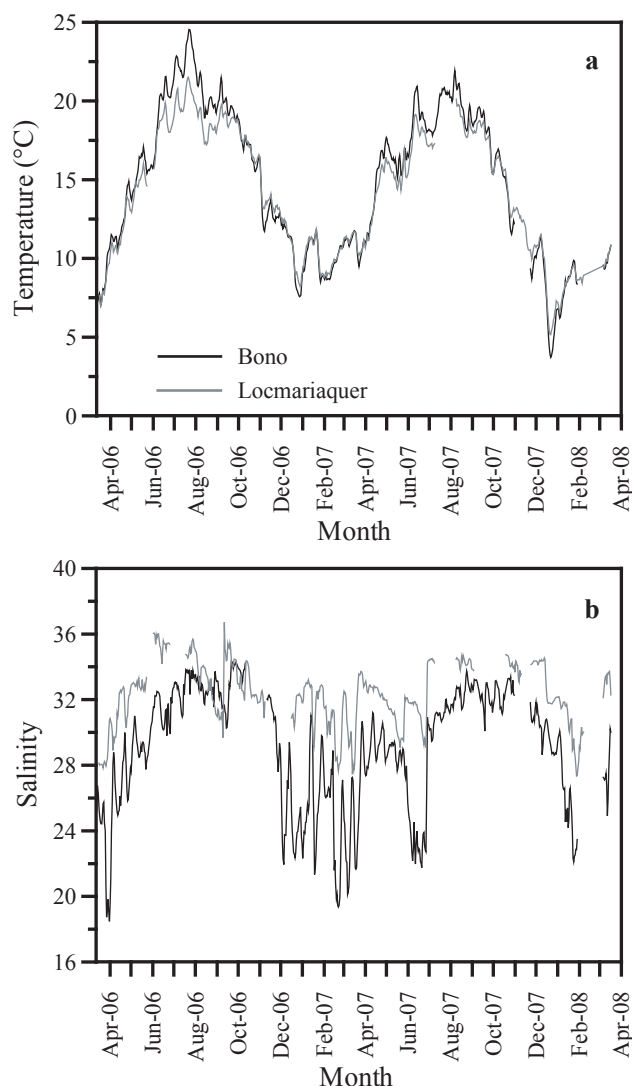 25
20
15
10
5
0
Temperature (°C)
a
Bono
Locmariaquer
Apr-06
Jun-06
Aug-06
Oct-06
Dec-06
Feb-07
Apr-07
Jun-07
Aug-07
Oct-07
Dec-07
Feb-08
Apr-08
Month
40
36
32
28
24
20
16
Salinity
b
Apr-06
Jun-06
Aug-06
Oct-06
Dec-06
Feb-07
Apr-07
Jun-07
Aug-07
Oct-07
Dec-07
Feb-08
Apr-08
Month